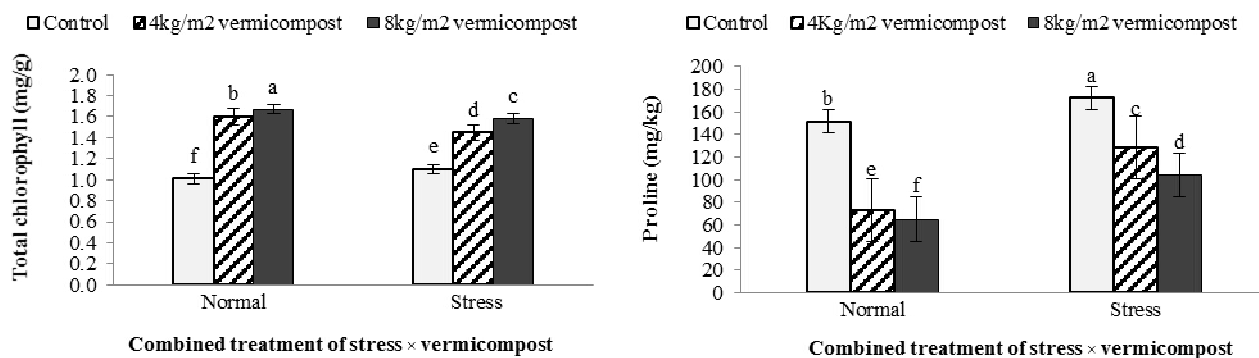 Control 4kg/m2 vermicompost 8kg/m2 vermicompost
Total chlorophyll (mg/g)
2.0
1.8
1.6
1.4
1.2
1.0
0.8
0.6
0.4
0.2
0.0
f
b
a
e
d
c
Normal Stress
Combined treatment of stress × vermicompost
Control 4Kg/m2 vermicompost 8kg/m2 vermicompost
Proline (mg/kg)
200
180
160
140
120
100
80
60
40
20
0
b
e
f
a
c
d
Normal Stress
Combined treatment of stress × vermicompost